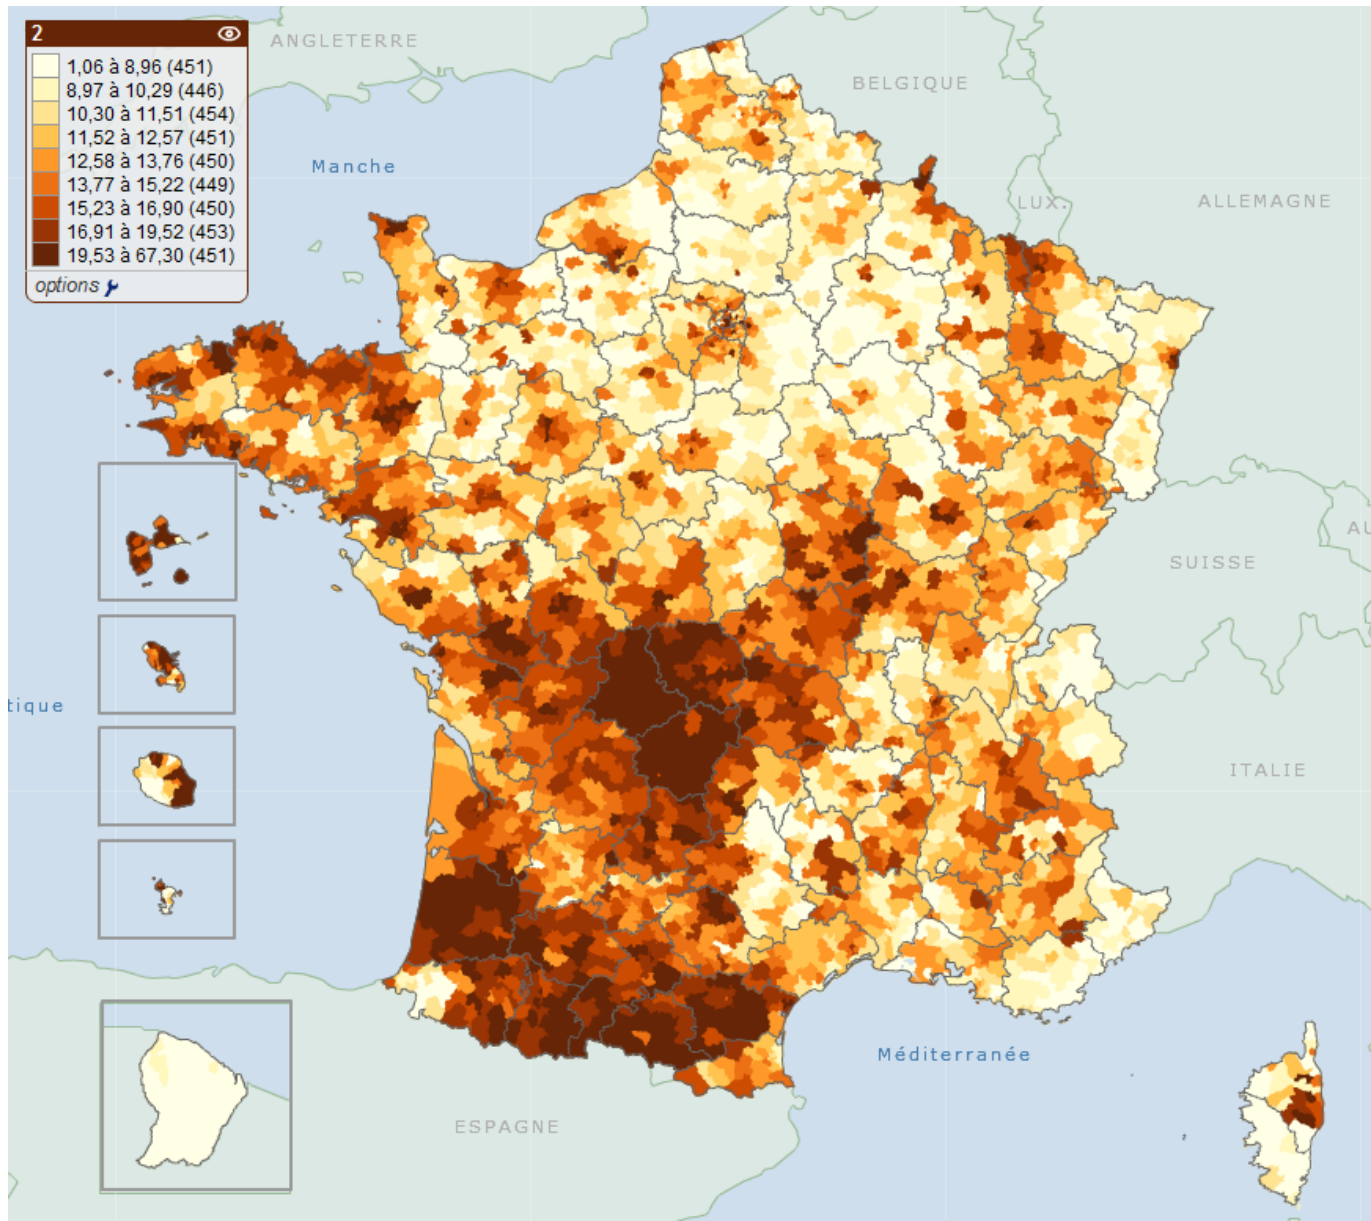 2
1,06 à 8,96 (451)
8,97 à 10,29 (446)
10,30 à 11,51 (454)
11,52 à 12,57 (451)
12,58 à 13,76 (450)
13,77 à 15,22 (449)
15,23 à 16,90 (450)
16,91 à 19,52 (453)
19,53 à 67,30 (451)
options
ANGLETERRE
BELGIQUE
Manche
LUX.
ALLEMAGNE
AU
SUISSE
tique
ITALIE
Méditerranée
ESPAGNE